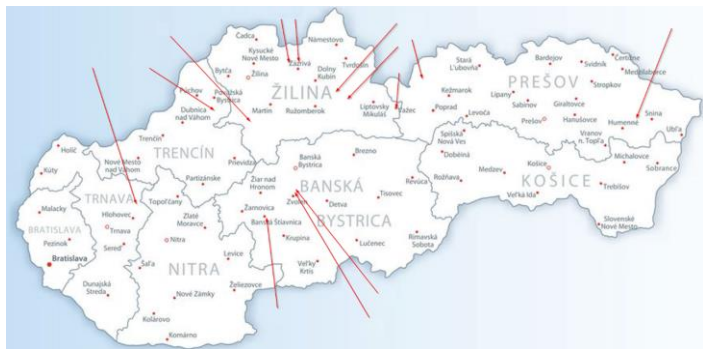 Čadca
Kysucké
Nové Mesto
Námestovo
Zázrivá
Tvrdošín
Bytča
Žilina
Dolny
Kubín
ŽILINA
Púchov
Považská
Bystrica
Martin
Ružomberok
Liptovský
Mikuláš
Važec
Dubnica
nad Váhom
Trenčín
TRENČÍN
Prievidza
Nové Mesto
nad Váhom
Partizánske
Stará
Ľubovňa
Kežmarok
Poprad
Levoča
Bardejov
Svidník
Čertižné
Medzilaborce
PREŠOV
Stropkov
Lipany
Sabinov
Giraltovce
Prešov
Hanušovce
Snina
Humenné
Ubľa
Vranov
n. Topľa
Spišská
Nová Ves
Dobšiná
Rožňava
Medzev
Košice
KOŠICE
Veľká Ida
Michalovce
Sobrance
Trebišov
Slovenské
Nové Mesto
Holíč
Kúty
Malacky
BRATISLAVA
Pezinok
Bratislava
TRNAVA
Hlohovec
Trnava
Sereď
Dunajská
Streda
Topoľčany
Zlaté
Moravce
Nitra
NITRA
Šaľa
Levice
Nové Zámky
Želiezovce
Kolárovo
Komárno
Banská
Bystrica
Brezno
Žiar nad
Hronom
BANSKÁ
BYSTRICA
Žarnovica
Zvolen
Detva
Tisovec
Revúca
Banská Štiavnica
Krupina
Lučenec
Rimavská
Sobota
Veľky
Krtis